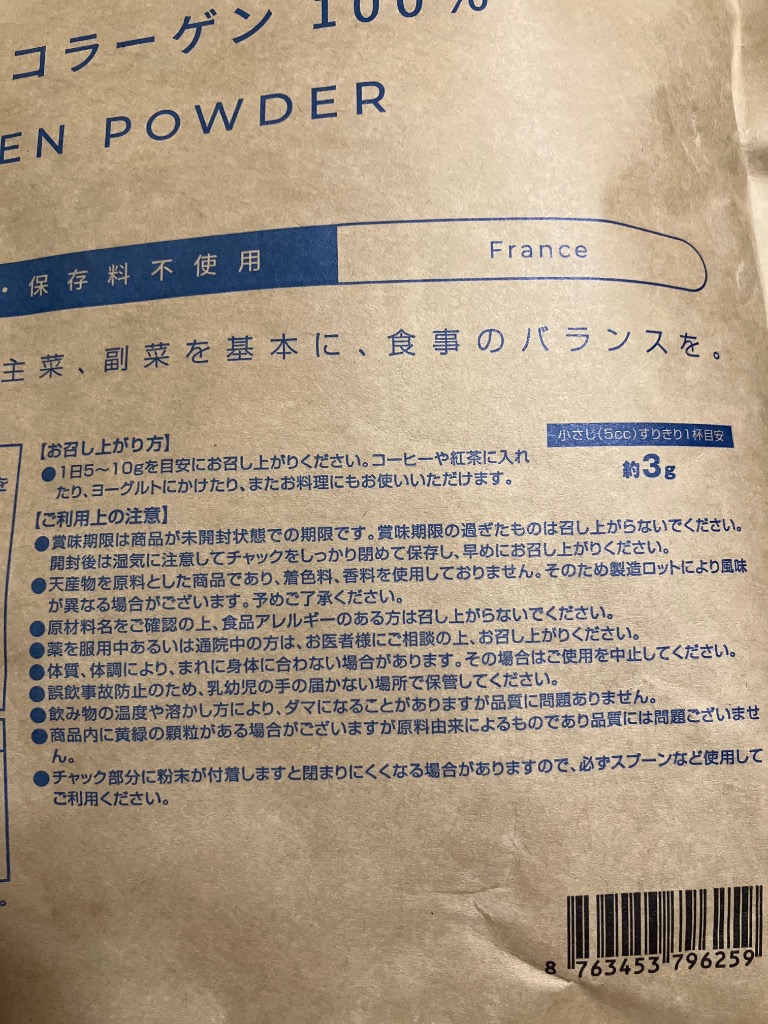 コラーゲン 100%
EN POWDER
・保存料不使用
France
主菜、副菜を基本に、食事のバランスを。
【お召し上がり方】
●1日5～10gを目安にお召し上がりください。コーヒーや紅茶に入れ
たり、ヨーグルトにかけたり、またお料理にもお使いいただけます。
小さじ(5cc)すりきり1杯目安
約3g
【ご利用上の注意】
●賞味期限は商品が未開封状態での期限です。賞味期限の過ぎたものは召し上がらないでください。
開封後は湿気に注意してチャックをしっかり閉めて保存し、早めにお召し上がりください。
●天産物を原料とした商品であり、着色料、香料を使用しておりません。そのため製造ロットにより風味
が異なる場合がございます。予めご了承ください。
●原材料名をご確認の上、食品アレルギーのある方は召し上がらないでください。
●薬を服用中あるいは通院中の方は、お医者様にご相談の上、お召し上がりください。
●体質、体調により、まれに身体に合わない場合があります。その場合はご使用を中止してください。
●誤飲事故防止のため、乳幼児の手の届かない場所で保管してください。
●飲み物の温度や溶かし方により、ダマになることがありますが品質に問題ありません。
●商品内に黄緑の顆粒がある場合がございますが原料由来によるものであり品質には問題ございませ
ん。
●チャック部分に粉末が付着しますと閉まりにくくなる場合がありますので、必ずスプーンなど使用して
ご利用ください。
を
。
8 763453 796259